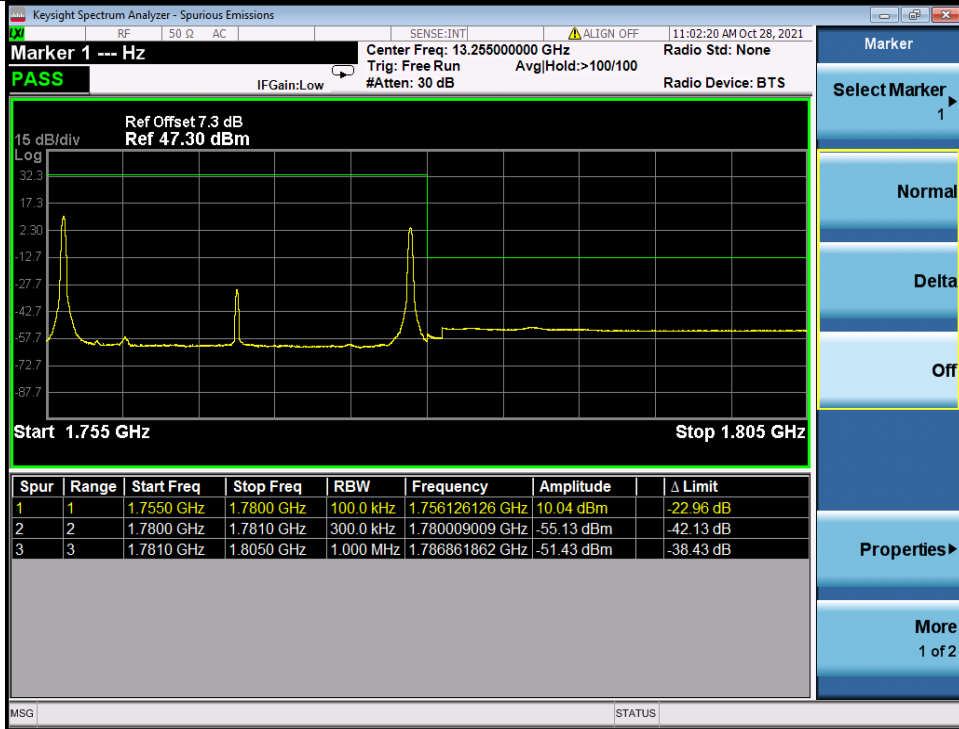 Keysight Spectrum Analyzer - Spurious Emissions
LXI RF 50 Ω AC SENSE:INT ALIGN OFF 11:02:20 AM Oct 28, 2021
Marker 1 --- Hz
Center Freq: 13.255000000 GHz
Radio Std: None
Trig: Free Run Avg|Hold:>100/100
PASS
IFGain:Low
#Atten: 30 dB
Radio Device: BTS
Ref Offset 7.3 dB
15 dB/div Ref 47.30 dBm
Log
32.3
17.3
2.30
-12.7
-27.7
-42.7
-57.7
-72.7
-87.7
Start 1.755 GHz Stop 1.805 GHz
Spur Range Start Freq Stop Freq RBW Frequency Amplitude Δ Limit
1 1 1.7550 GHz 1.7800 GHz 100.0 kHz 1.756126126 GHz 10.04 dBm -22.96 dB
2 2 1.7800 GHz 1.7810 GHz 300.0 kHz 1.780009009 GHz -55.13 dBm -42.13 dB
3 3 1.7810 GHz 1.8050 GHz 1.000 MHz 1.786861862 GHz -51.43 dBm -38.43 dB
MSG STATUS
Marker
Select Marker
1
Normal
Delta
Off
Properties
More
1 of 2